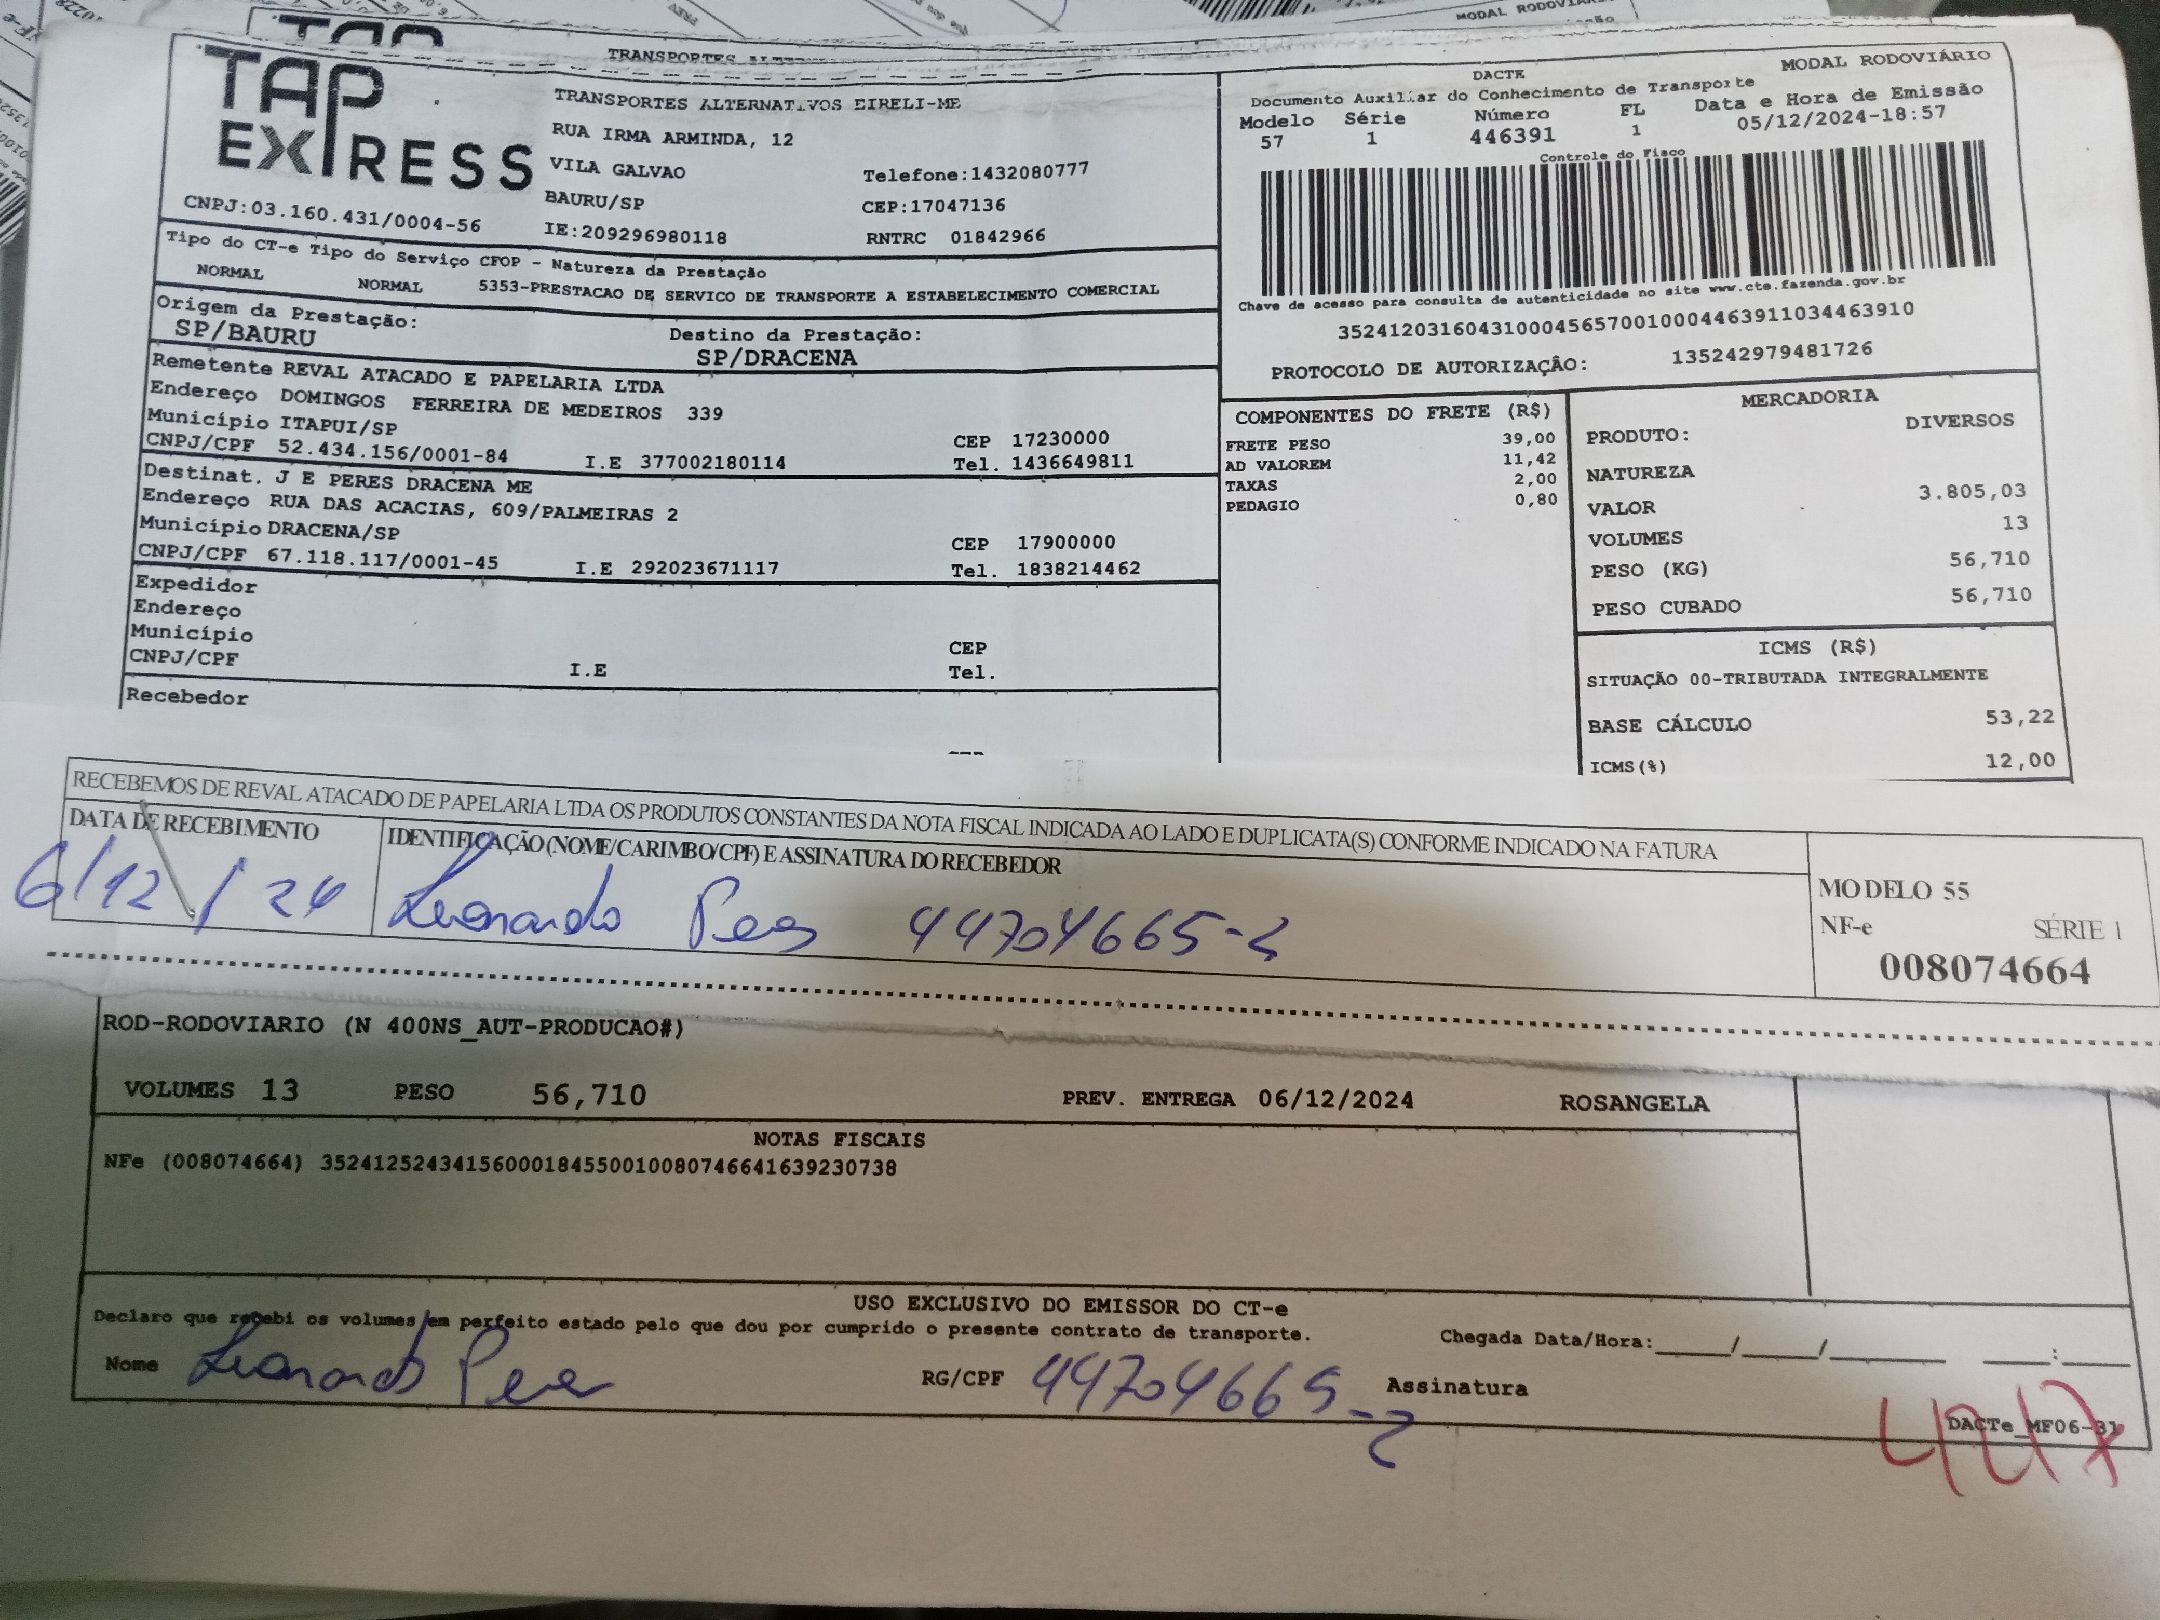 TRANSPORTES
MODAL RODOVIÁRIO
TAP
EXPRESS
CNPJ:03.160.431/0004-56
TRANSPORTES ALTERNATIVOS EIRELI-ME
RUA IRMA ARMINDA, 12
VILA GALVAO Telefone:1432080777
BAURU/SP CEP:17047136
IE:209296980118 RNTRC 01842966
DACTE
Documento Auxiliar do Conhecimento de Transporte
Modelo Série Número FL Data e Hora de Emissão
57 1 446391 1 05/12/2024-18:57
Controle do Fisco
Chave de acesso para consulta de autenticidade no site www.cte.fazenda.gov.br
35241203160431000456570010004463911034463910
PROTOCOLO DE AUTORIZAÇÂO: 135242979481726
Tipo do CT-e Tipo do Serviço CFOP - Natureza da Prestação
NORMAL NORMAL 5353-PRESTACAO DE SERVICO DE TRANSPORTE A ESTABELECIMENTO COMERCIAL
Origem da Prestação: Destino da Prestação:
SP/BAURU SP/DRACENA
Remetente REVAL ATACADO E PAPELARIA LTDA
Endereço DOMINGOS FERREIRA DE MEDEIROS 339
Município ITAPUI/SP CEP 17230000
CNPJ/CPF 52.434.156/0001-84 I.E 377002180114 Tel. 1436649811
Destinat. J E PERES DRACENA ME
Endereço RUA DAS ACACIAS, 609/PALMEIRAS 2
Município DRACENA/SP CEP 17900000
CNPJ/CPF 67.118.117/0001-45 I.E 292023671117 Tel. 1838214462
Expedidor
Endereço
Município CEP
CNPJ/CPF I.E Tel.
Recebedor
COMPONENTES DO FRETE (R$)
FRETE PESO 39,00
AD VALOREM 11,42
TAXAS 2,00
PEDAGIO 0,80
MERCADORIA
PRODUTO: DIVERSOS
NATUREZA
VALOR 3.805,03
VOLUMES 13
PESO (KG) 56,710
PESO CUBADO 56,710
ICMS (R$)
SITUAÇÃO 00-TRIBUTADA INTEGRALMENTE
BASE CÁLCULO 53,22
ICMS(%) 12,00
RECEBEMOS DE REVAL ATACADO DE PAPELARIA LTDA OS PRODUTOS CONSTANTES DA NOTA FISCAL INDICADA AO LADO E DUPLICATA(S) CONFORME INDICADO NA FATURA
DATA DE RECEBIMENTO IDENTIFICAÇÃO (NOME/CARIMBO/CPF) E ASSINATURA DO RECEBEDOR
6/12/24 Leonardo Peres 44704665-2
MODELO 55
NF-e SÉRIE 1
008074664
ROD-RODOVIARIO (N 400NS_AUT-PRODUCAO#)
VOLUMES 13 PESO 56,710 PREV. ENTREGA 06/12/2024 ROSANGELA
NOTAS FISCAIS
NFe (008074664) 35241252434156000184550010080746641639230738
USO EXCLUSIVO DO EMISSOR DO CT-e
Declaro que recebi os volumes em perfeito estado pelo que dou por cumprido o presente contrato de transporte. Chegada Data/Hora:_____/_____/_________ _____:_____
Nome Leonardo Peres RG/CPF 44704665-2 Assinatura
DACTe_MF06-31